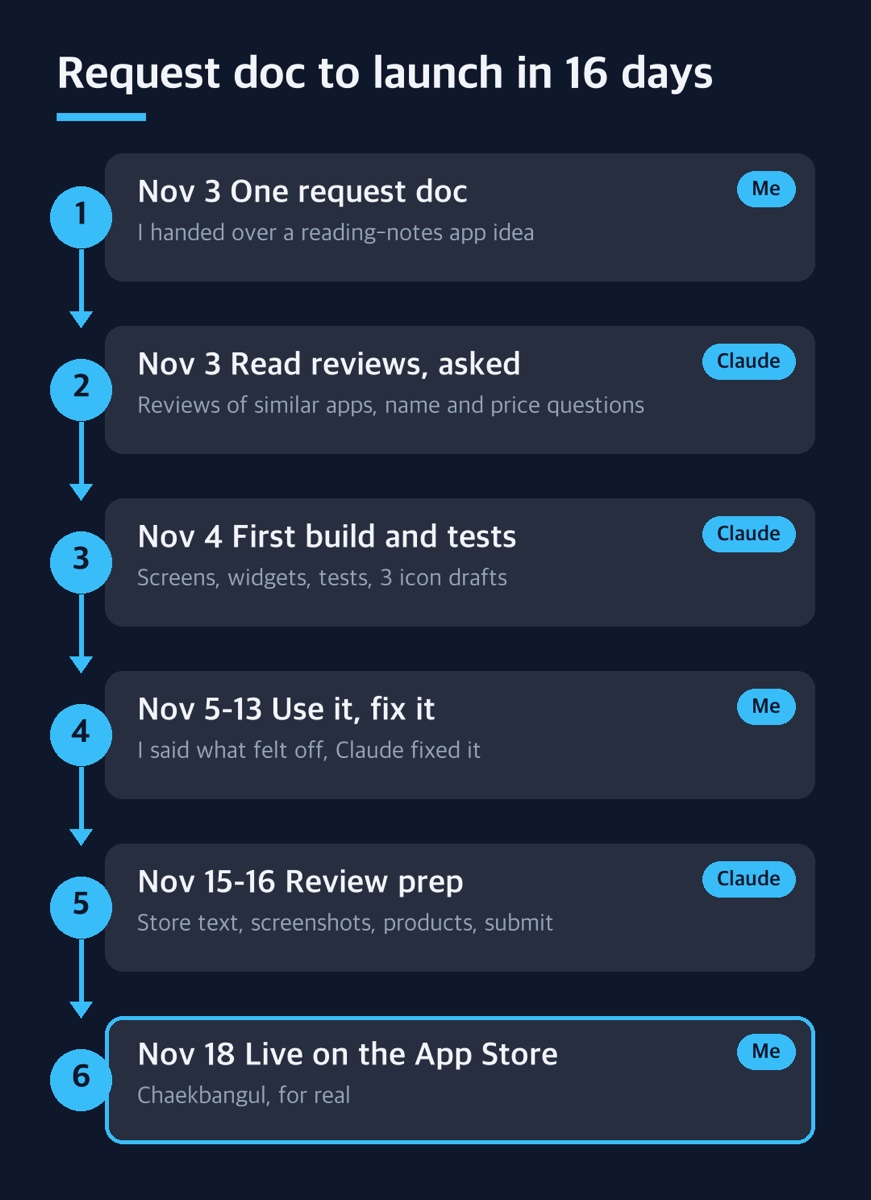 Request doc to launch in 16 days
1
Nov 3 One request doc
Me
I handed over a reading-notes app idea
2
Nov 3 Read reviews, asked
Claude
Reviews of similar apps, name and price questions
3
Nov 4 First build and tests
Claude
Screens, widgets, tests, 3 icon drafts
4
Nov 5-13 Use it, fix it
Me
I said what felt off, Claude fixed it
5
Nov 15-16 Review prep
Claude
Store text, screenshots, products, submit
6
Nov 18 Live on the App Store
Me
Chaekbangul, for real